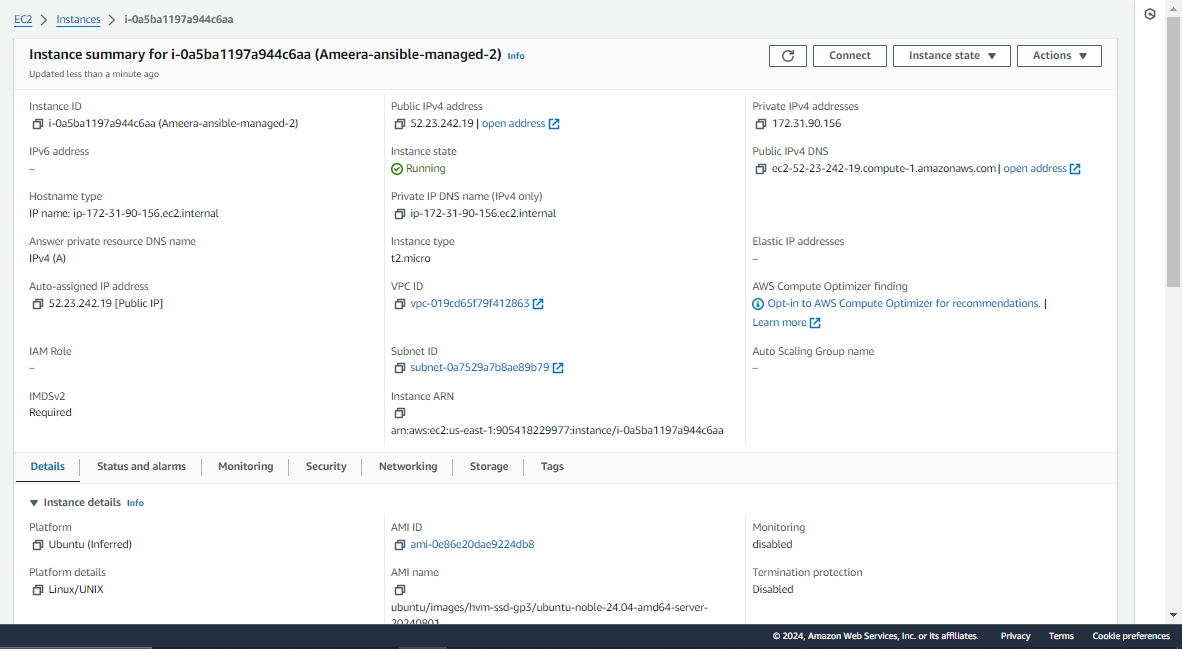 EC2 > Instances > i-0a5ba1197a944c6aa
Instance summary for i-0a5ba1197a944c6aa (Ameera-ansible-managed-2) Info
Updated less than a minute ago
Connect
Instance state
Actions
Instance ID
i-0a5ba1197a944c6aa (Ameera-ansible-managed-2)
Public IPv4 address
52.23.242.19 | open address
Private IPv4 addresses
172.31.90.156
IPv6 address
–
Instance state
Running
Public IPv4 DNS
ec2-52-23-242-19.compute-1.amazonaws.com | open address
Hostname type
IP name: ip-172-31-90-156.ec2.internal
Private IP DNS name (IPv4 only)
ip-172-31-90-156.ec2.internal
Answer private resource DNS name
IPv4 (A)
Instance type
t2.micro
Elastic IP addresses
–
Auto-assigned IP address
52.23.242.19 [Public IP]
VPC ID
vpc-019cd65f79f412863
AWS Compute Optimizer finding
Opt-in to AWS Compute Optimizer for recommendations. |
Learn more
IAM Role
–
Subnet ID
subnet-0a7529a7b8ae89b79
Auto Scaling Group name
–
IMDSv2
Required
Instance ARN
arn:aws:ec2:us-east-1:905418229977:instance/i-0a5ba1197a944c6aa
Details
Status and alarms
Monitoring
Security
Networking
Storage
Tags
Instance details Info
Platform
Ubuntu (Inferred)
AMI ID
ami-0e86e20dae9224db8
Monitoring
disabled
Platform details
Linux/UNIX
AMI name
ubuntu/images/hvm-ssd-gp3/ubuntu-noble-24.04-amd64-server-
20240801
Termination protection
Disabled
© 2024, Amazon Web Services, Inc. or its affiliates.
Privacy
Terms
Cookie preferences